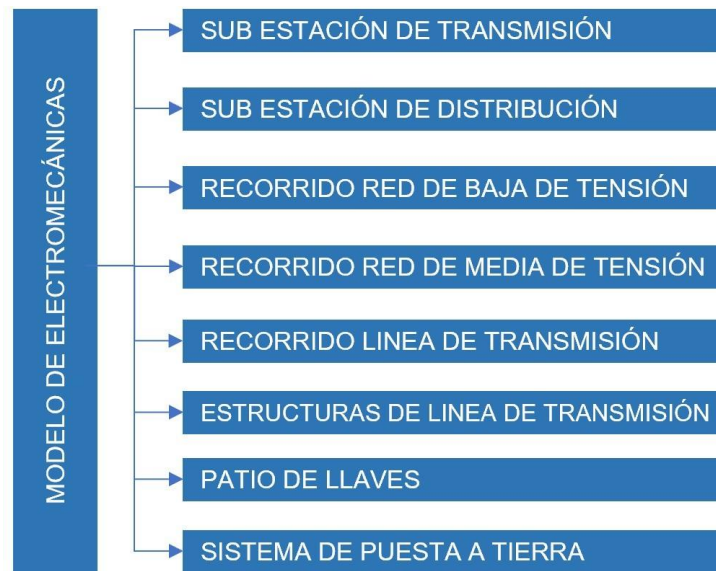 MODELO DE ELECTROMECÁNICAS
SUB ESTACIÓN DE TRANSMISIÓN
SUB ESTACIÓN DE DISTRIBUCIÓN
RECORRIDO RED DE BAJA DE TENSIÓN
RECORRIDO RED DE MEDIA DE TENSIÓN
RECORRIDO LINEA DE TRANSMISIÓN
ESTRUCTURAS DE LINEA DE TRANSMISIÓN
PATIO DE LLAVES
SISTEMA DE PUESTA A TIERRA